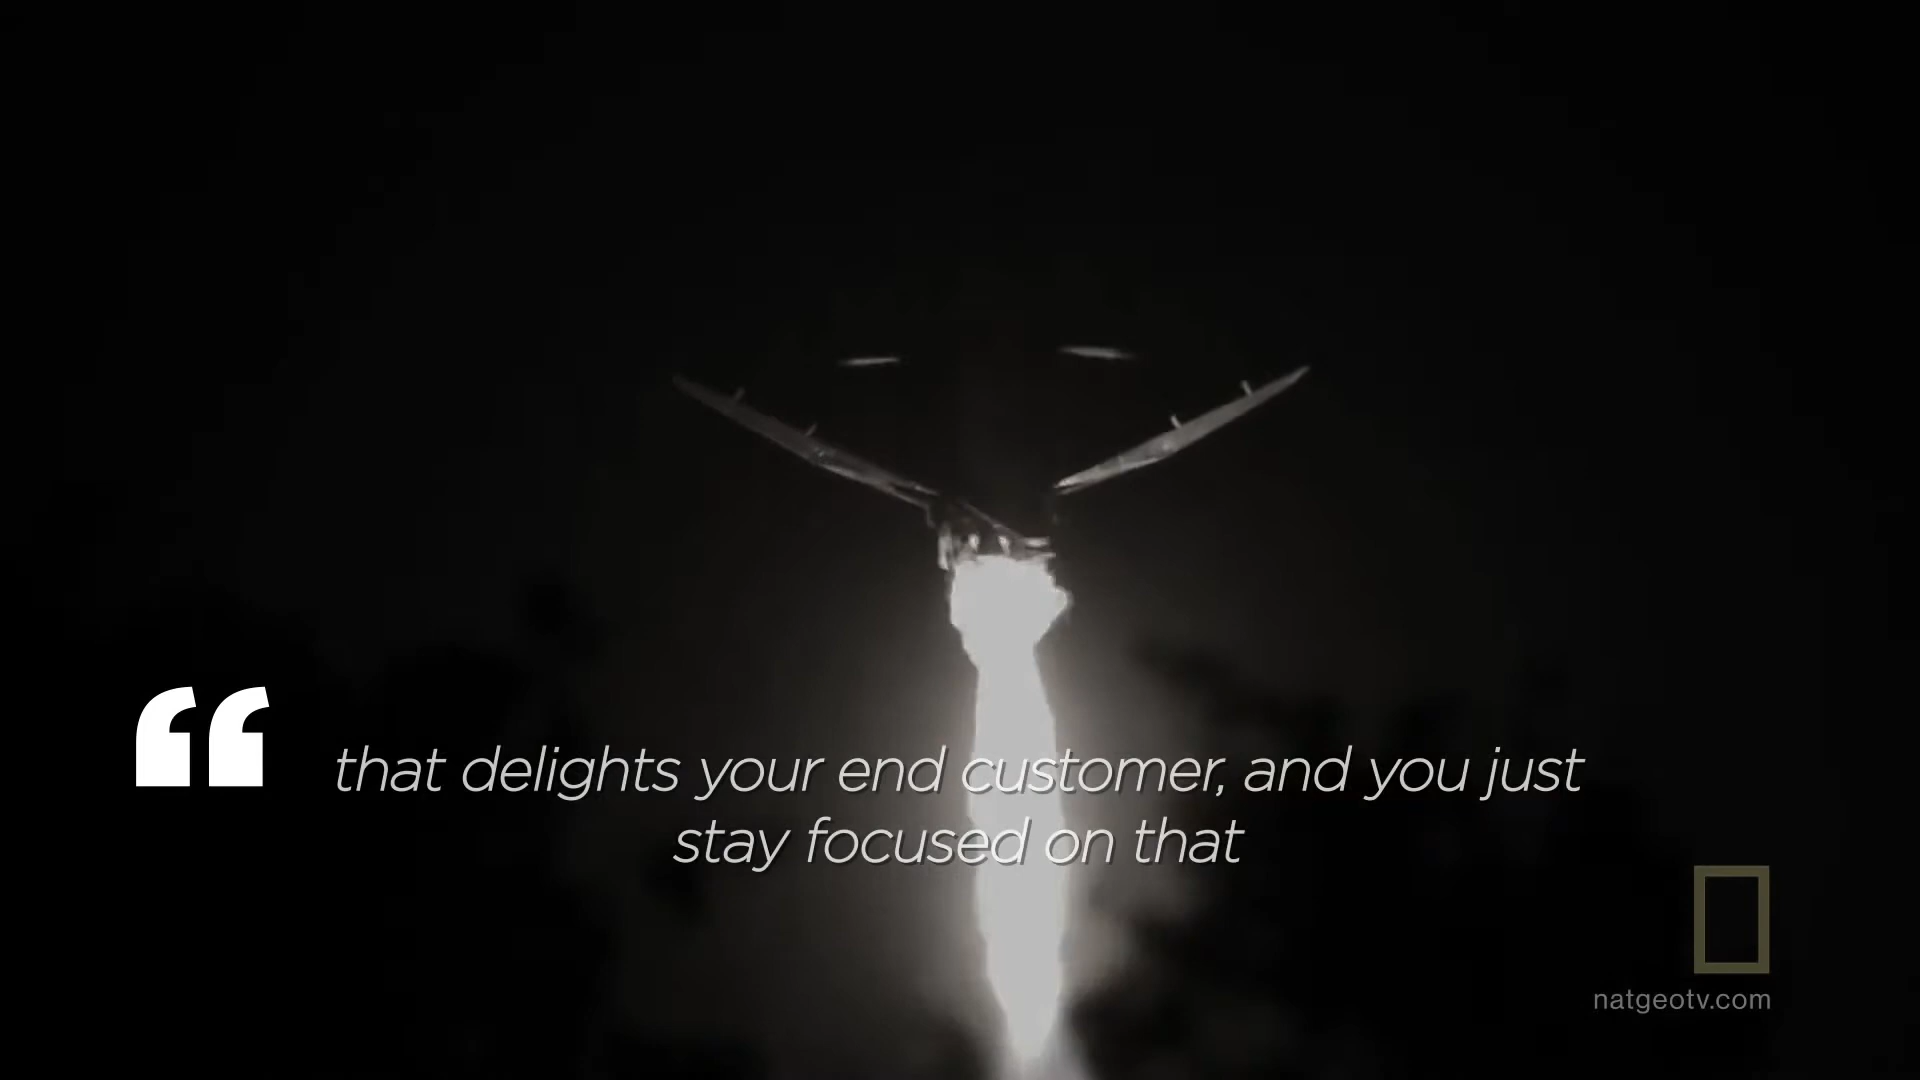 “
that delights your end customer, and you just
stay focused on that
natgeotv.com